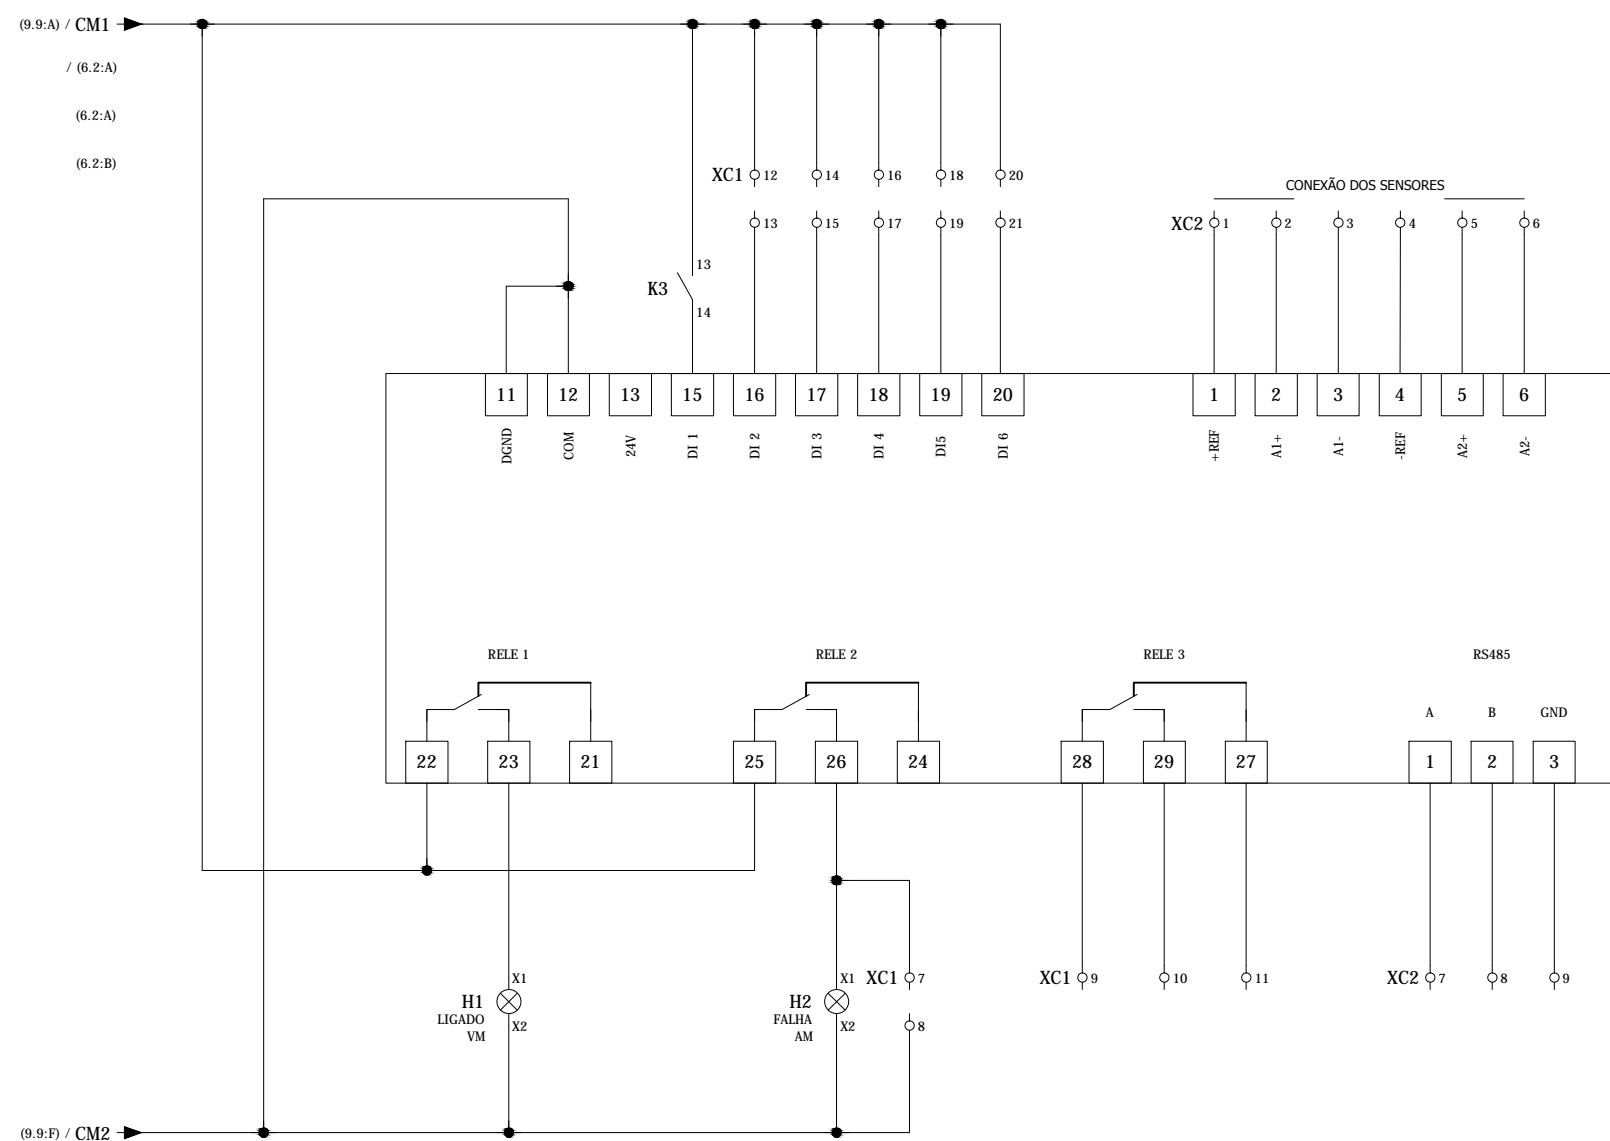 (9.9:A) / CM1
/ (6.2:A)
(6.2:A)
(6.2:B)
XC1 12 14 16 18 20
CONEXÃO DOS SENSORES
13 15 17 19 21
XC2 1 2 3 4 5 6
13
K3
14
11 12 13 15 16 17 18 19 20 1 2 3 4 5 6
DGND COM 24V DI 1 DI 2 DI 3 DI 4 DI5 DI 6 +REF A1+ A1- -REF A2+ A2-
RELE 1 RELE 2 RELE 3 RS485
A B GND
22 23 21 25 26 24 28 29 27 1 2 3
X1 X1 XC1 7 XC1 9 10 11 XC2 7 8 9
H1 H2
LIGADO X2 FALHA X2 8
VM AM
(9.9:F) / CM2